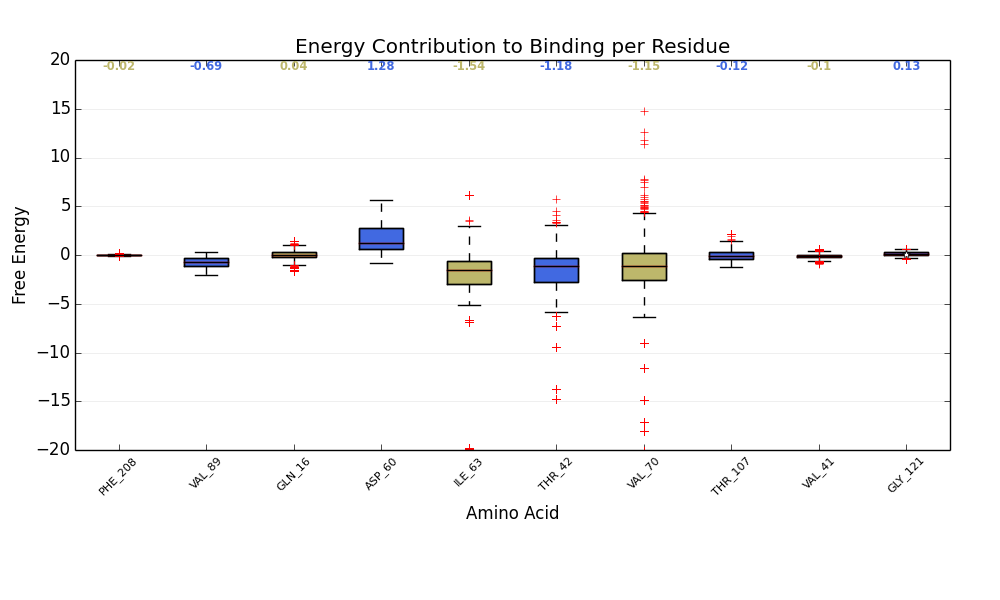 Energy Contribution to Binding per Residue
-0.02 -0.69 0.04 1.28 -1.54 -1.18 -1.15 -0.12 -0.1 0.13
20
15
10
5
0
−5
−10
−15
−20
Free Energy
PHE_208 VAL_89 GLN_16 ASP_60 ILE_63 THR_42 VAL_70 THR_107 VAL_41 GLY_121
Amino Acid